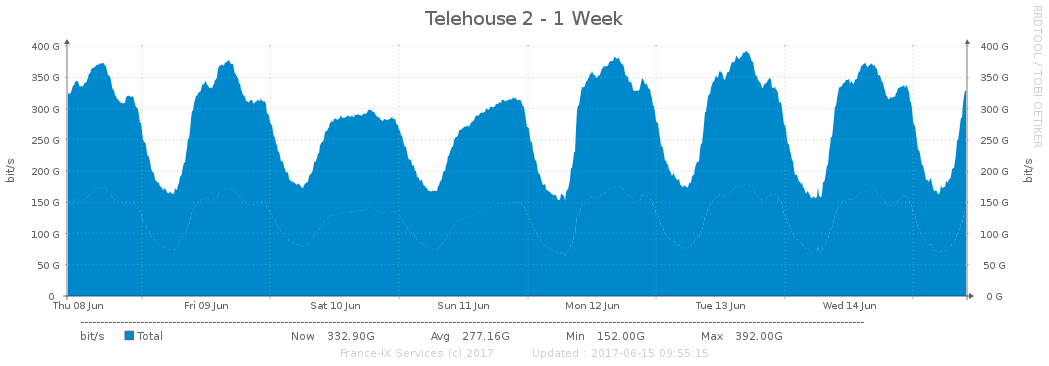 Telehouse 2 - 1 Week
RRDTOOL / TOBI OETIKER
bit/s
400 G 400 G
350 G 350 G
300 G 300 G
250 G 250 G
200 G 200 G
150 G 150 G
100 G 100 G
50 G 50 G
0 0 G
bit/s
Thu 08 Jun Fri 09 Jun Sat 10 Jun Sun 11 Jun Mon 12 Jun Tue 13 Jun Wed 14 Jun
bit/s Total Now 332.90G Avg 277.16G Min 152.00G Max 392.00G
France-IX Services (c) 2017 Updated : 2017-06-15 09:55:15